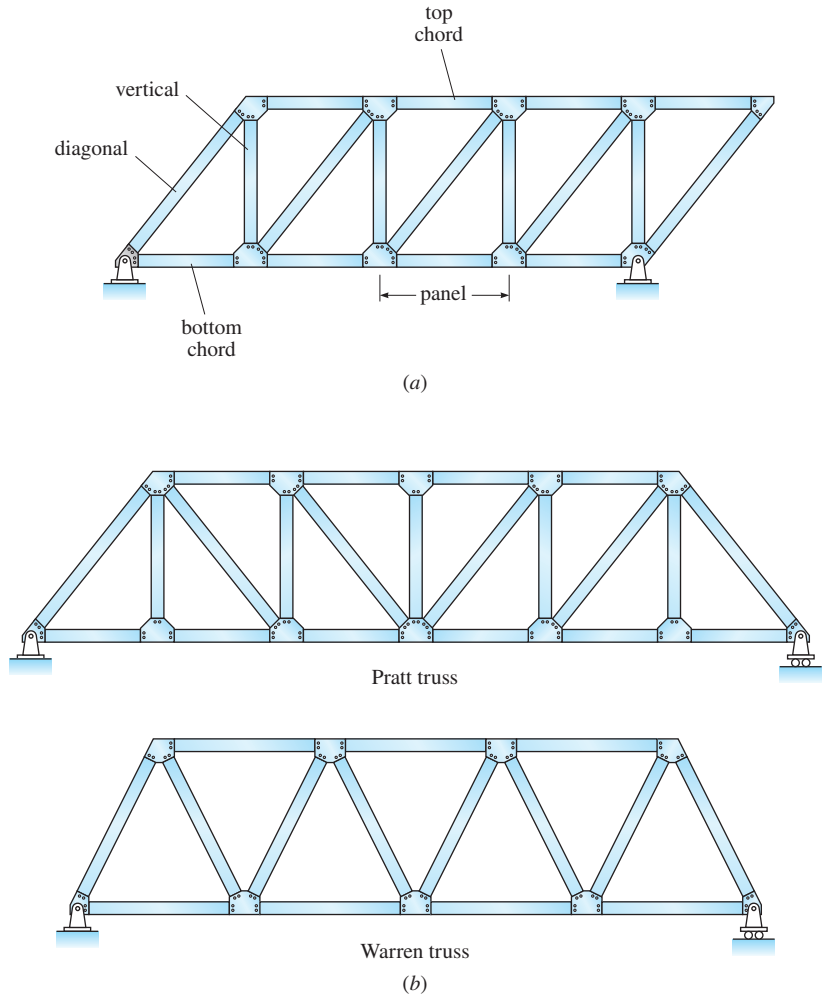 top
chord
vertical
diagonal
panel
bottom
chord
(a)
Pratt truss
Warren truss
(b)